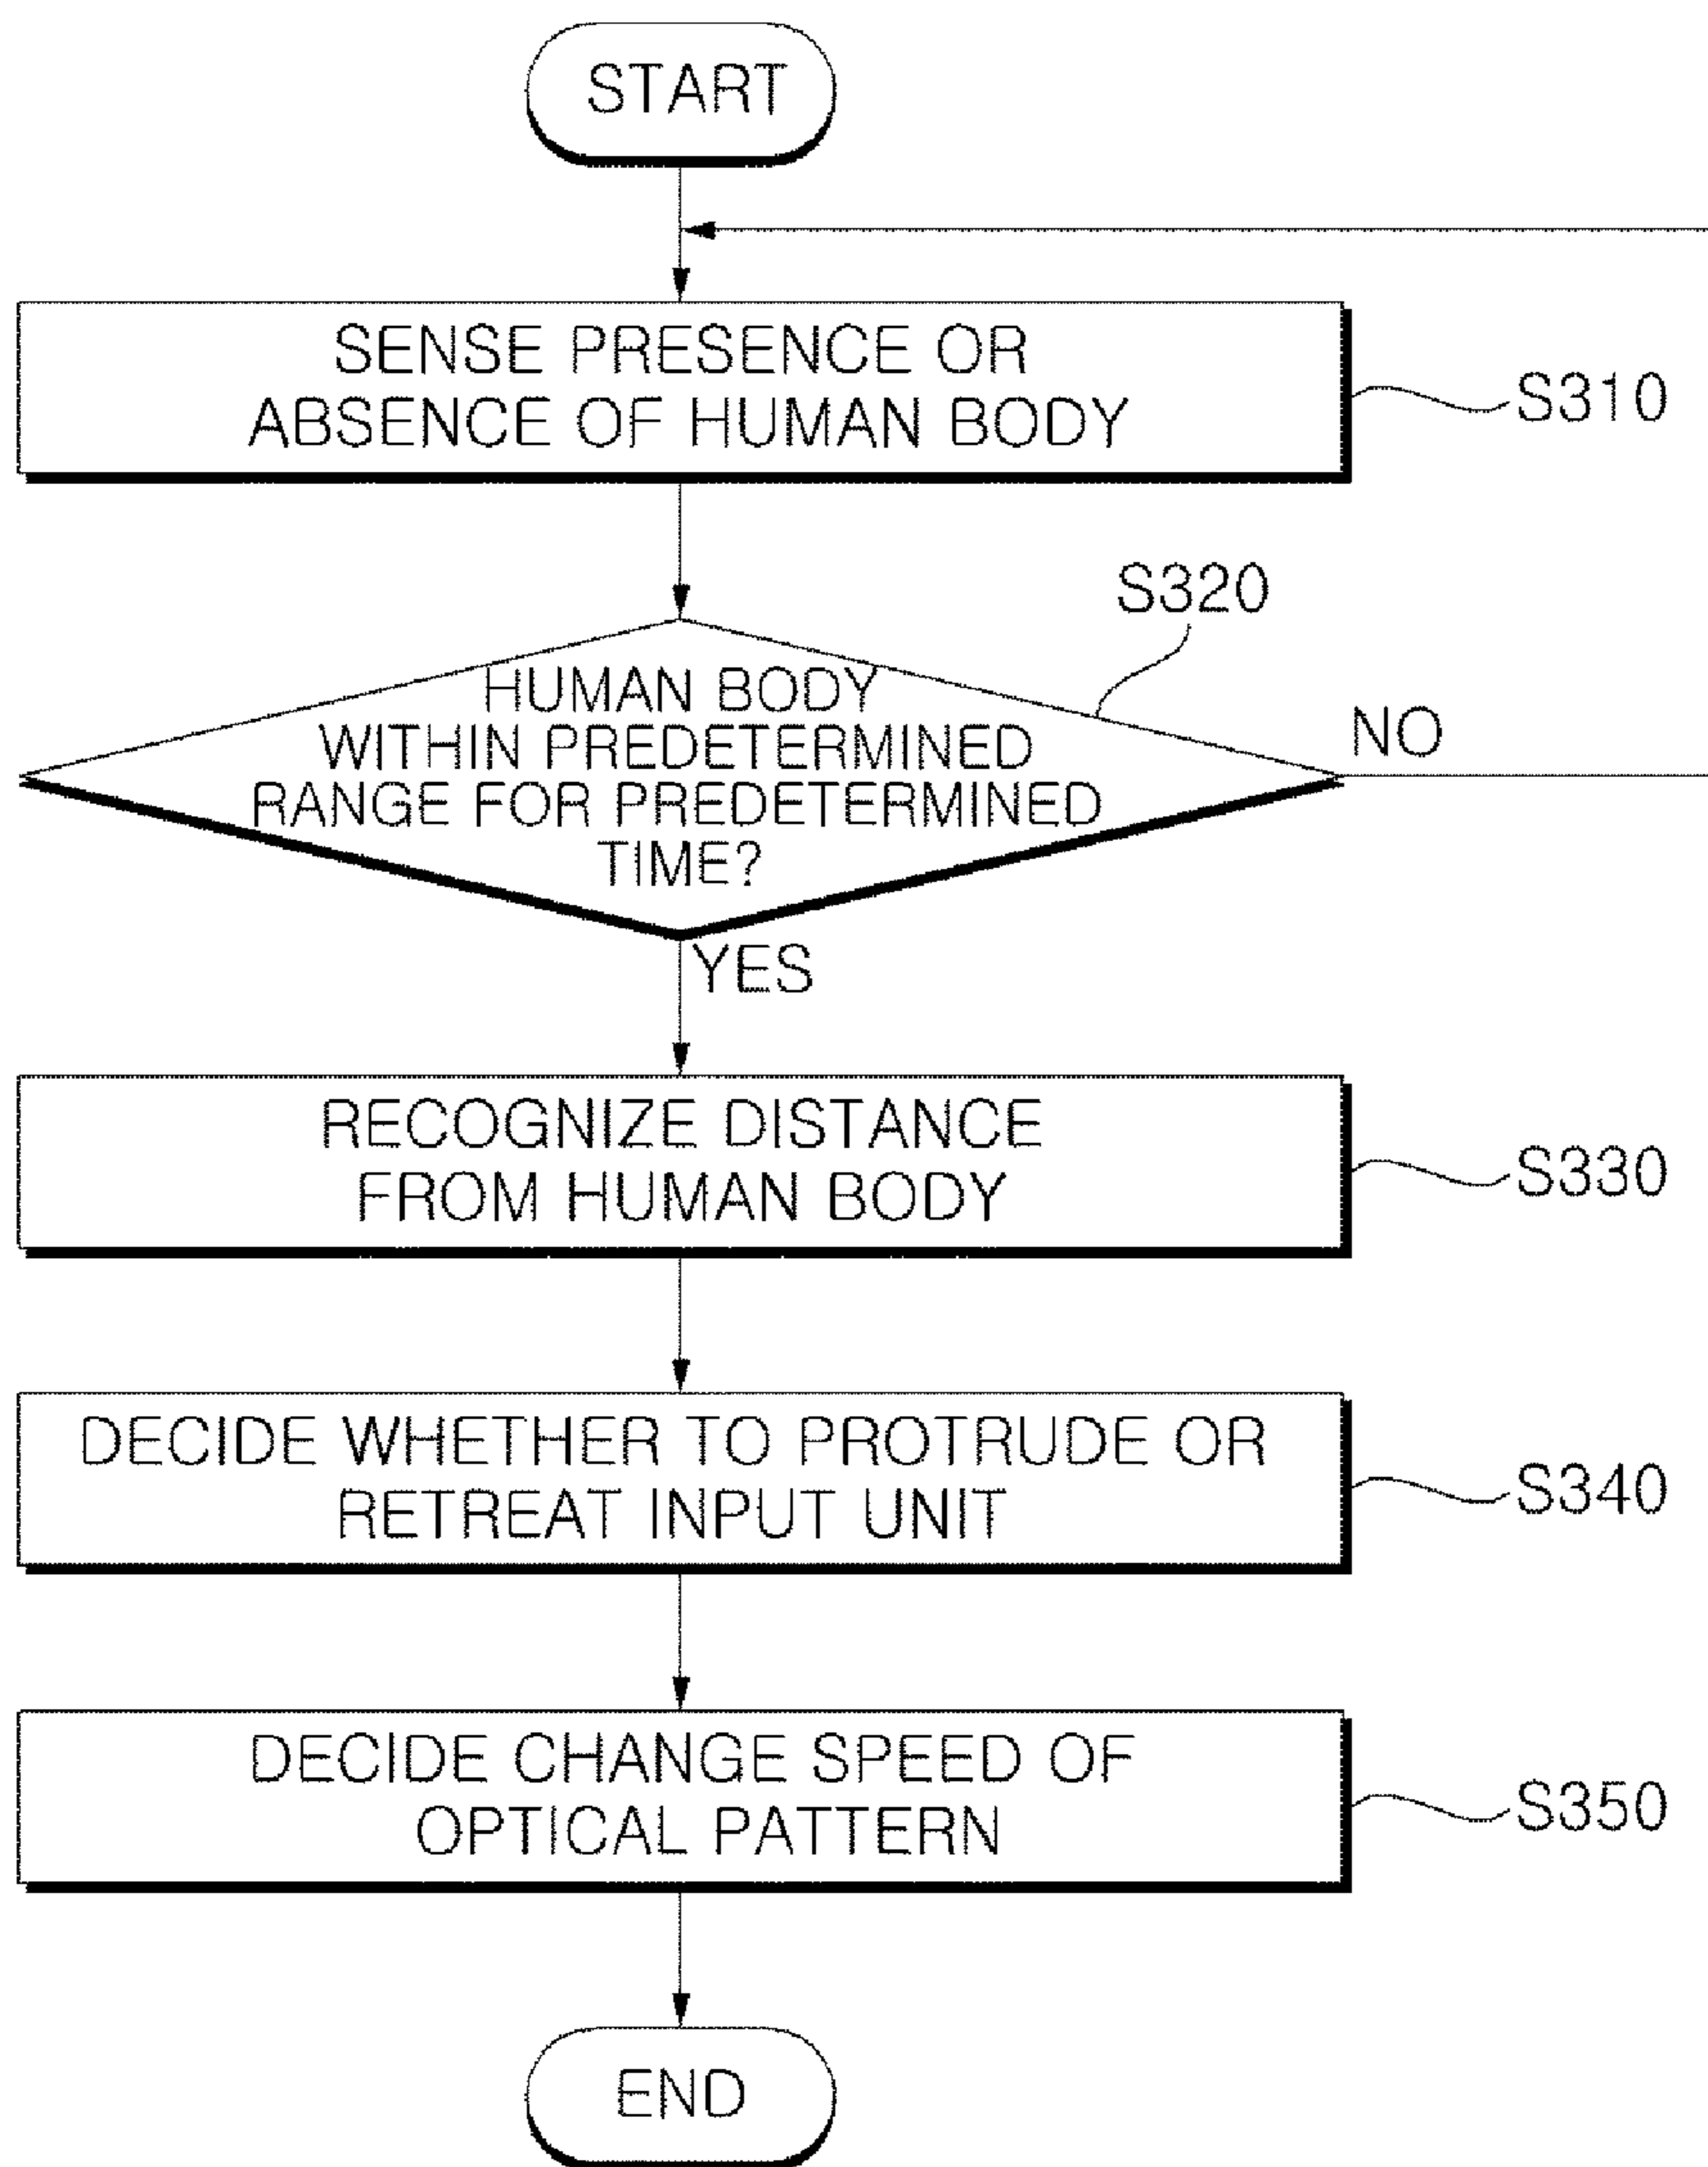 START
SENSE PRESENCE OR
ABSENCE OF HUMAN BODY
S310
S320
HUMAN BODY
WITHIN PREDETERMINED
RANGE FOR PREDETERMINED
TIME?
NO
YES
RECOGNIZE DISTANCE
FROM HUMAN BODY
S330
DECIDE WHETHER TO PROTRUDE OR
RETREAT INPUT UNIT
S340
DECIDE CHANGE SPEED OF
OPTICAL PATTERN
S350
END